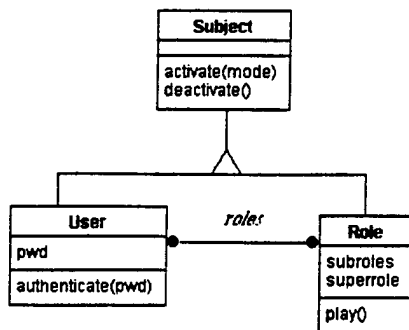 Subject
activate(mode)
deactivate()
User
pwd
authenticate(pwd)
roles
Role
subroles
superrole
play()